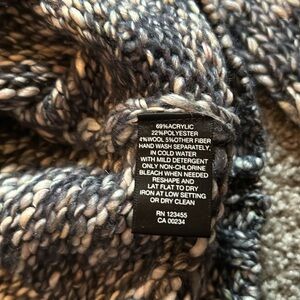 69%ACRYLIC
22%POLYESTER
4%WOOL 5%OTHER FIBER
HAND WASH SEPARATELY
IN COLD WATER
WITH MILD DETERGENT
ONLY NON-CHLORINE
BLEACH WHEN NEEDED
RESHAPE AND
LAY FLAT TO DRY
IRON AT LOW SETTING
OR DRY CLEAN
RN 123455
CA 00234